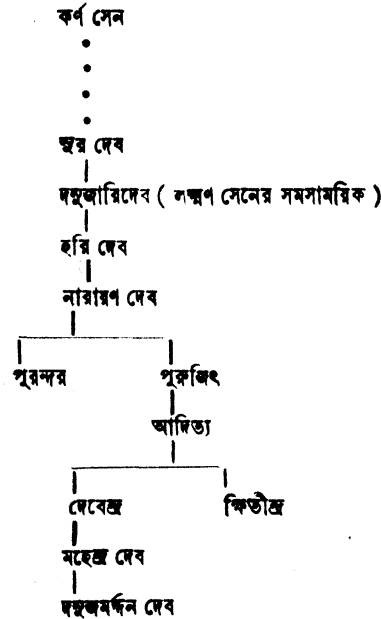 কর্ণ সেন
ভুর দেব
দনুজারিদেব ( লক্ষ্মণ সেনের সমসাময়িক )
হরি দেব
নারায়ণ দেব
পুরন্দর পুরুজিৎ
আদিত্য
দেবেন্দ্র ক্ষিতীন্দ্র
মহেন্দ্র দেব
দনুজমর্দ্দন দেব